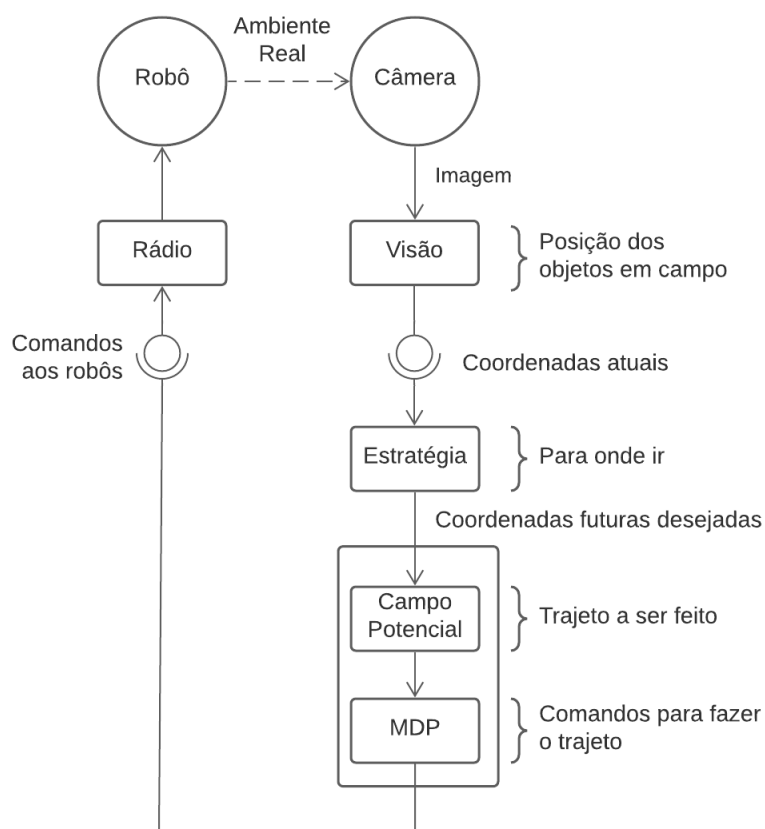 Ambiente
Real
Robô
Câmera
Imagem
Rádio
Visão
Posição dos
objetos em campo
Comandos
aos robôs
Coordenadas atuais
Estratégia
Para onde ir
Coordenadas futuras desejadas
Campo
Potencial
Trajeto a ser feito
MDP
Comandos para fazer
o trajeto